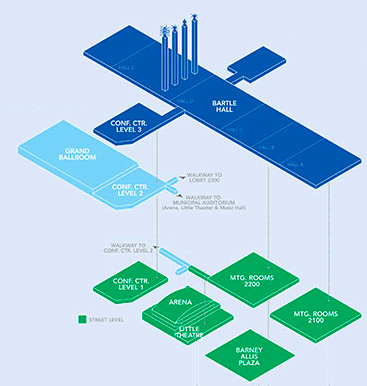 HALL E
HALL D
BARTLE
HALL
HALL C
HALL B
HALL A
CONF. CTR.
LEVEL 3
GRAND
BALLROOM
CONF. CTR.
LEVEL 2
WALKWAY TO
LOBBY 2300
WALKWAY TO
MUNICIPAL AUDITORIUM
(Arena, Little Theater & Music Hall)
WALKWAY TO
CONF. CTR. LEVEL 2
CONF. CTR.
LEVEL 1
MTG. ROOMS
2200
ARENA
LITTLE
THEATRE
MTG. ROOMS
2100
STREET LEVEL
BARNEY
ALLIS
PLAZA